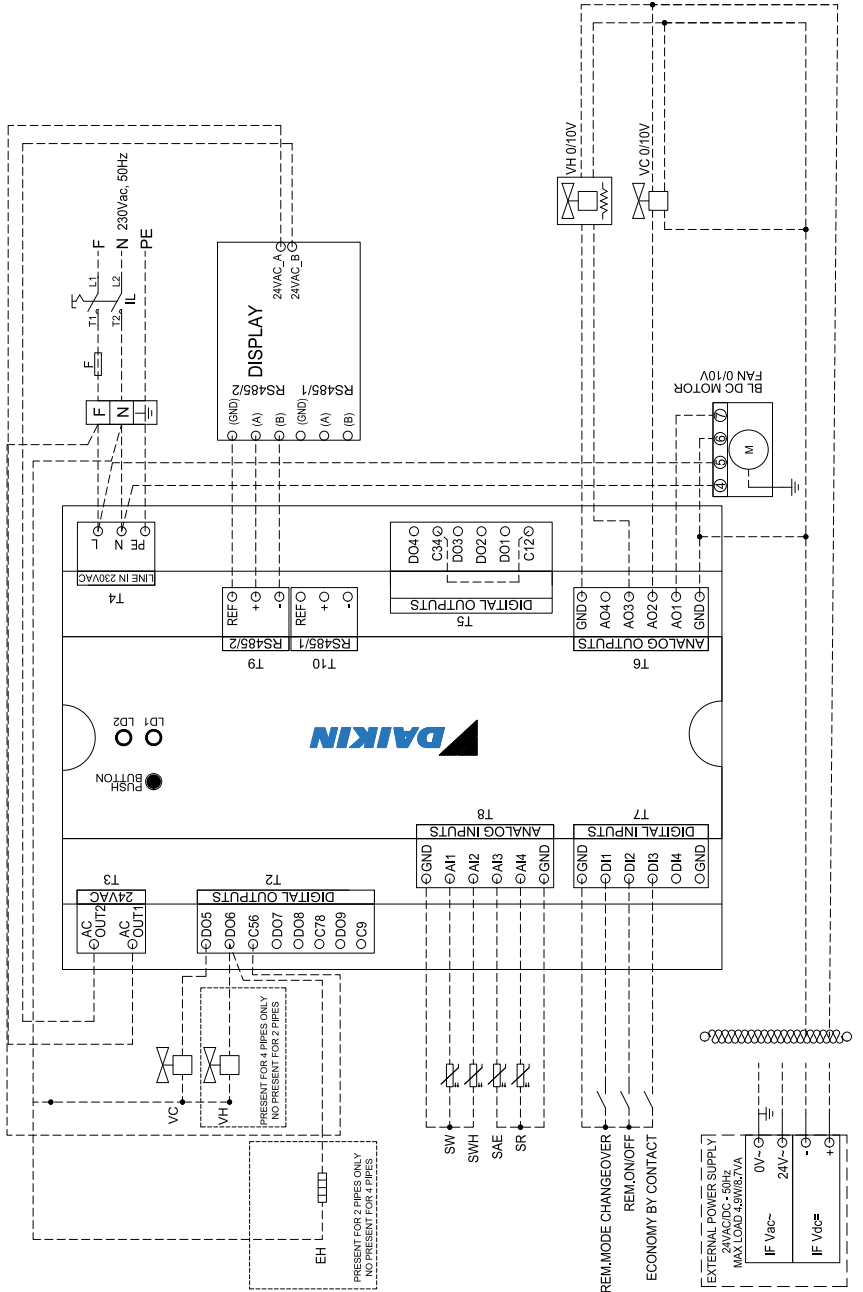 F
N 230Vac, 50Hz
PE
L1
L2
T1
T2
IL
F
F
N
DISPLAY
24VAC_A
24VAC_B
RS485/2
(GND)
(A)
(B)
RS485/1
(GND)
(A)
(B)
VH 0/10V
VC 0/10V
BL DC MOTOR
FAN 0/10V
4
5
6
7
M
L
N
PE
LINE IN 230VAC
T4
REF
+
-
RS485/2
T9
REF
+
-
RS485/1
T10
DO4
C34
DO3
DO2
DO1
C12
DIGITAL OUTPUTS
T5
GND
AO4
AO3
AO2
AO1
GND
ANALOG OUTPUTS
T6
LD2
LD1
PUSH
BUTTON
DAIKIN
T3
24VAC
AC
OUT2
AC
OUT1
T2
DIGITAL OUTPUTS
DO5
DO6
C56
DO7
DO8
C78
DO9
C9
T8
ANALOG INPUTS
GND
AI1
AI2
AI3
AI4
GND
T7
DIGITAL INPUTS
GND
DI1
DI2
DI3
DI4
GND
VC
VH
PRESENT FOR 4 PIPES ONLY
NO PRESENT FOR 2 PIPES
EH
PRESENT FOR 2 PIPES ONLY
NO PRESENT FOR 4 PIPES
SW
SWH
SAE
SR
REM.MODE CHANGEOVER
REM.ON/OFF
ECONOMY BY CONTACT
EXTERNAL POWER SUPPLY
24VAC/DC - 50Hz
MAX LOAD 4.9W/8.7VA
0V~
24V~
IF Vac~
-
+
IF Vdc=